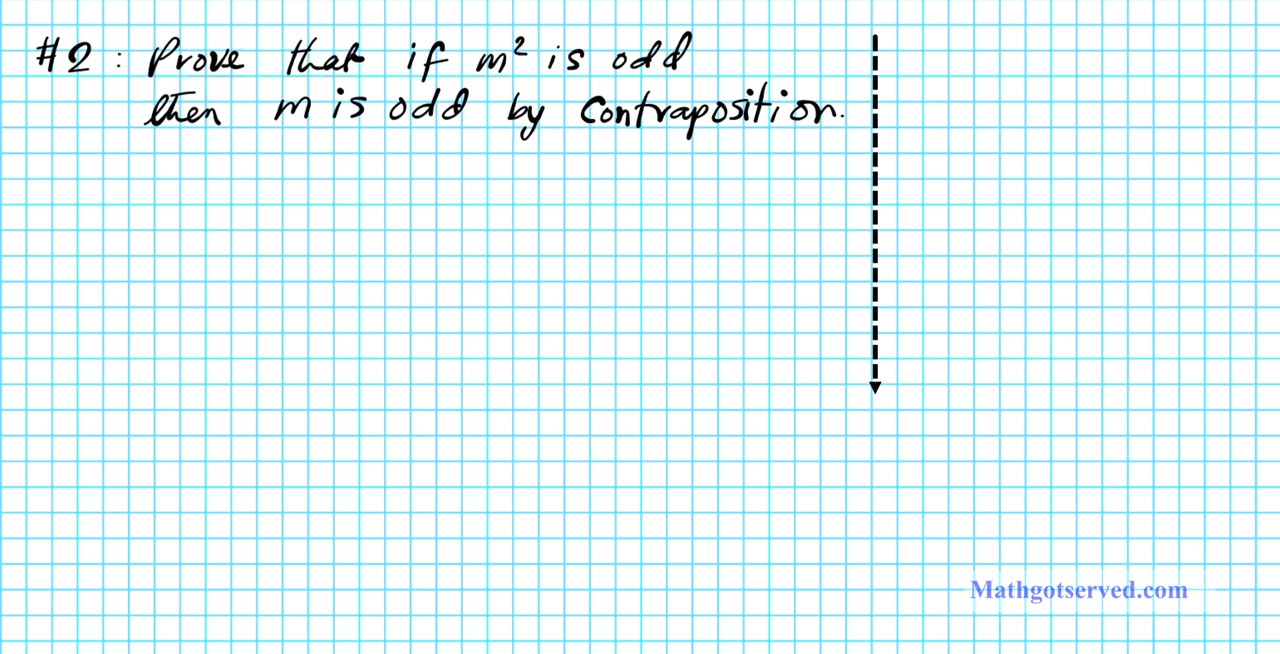 #2: Prove that if m² is odd
then m is odd by Contraposition.
Mathgotserved.com